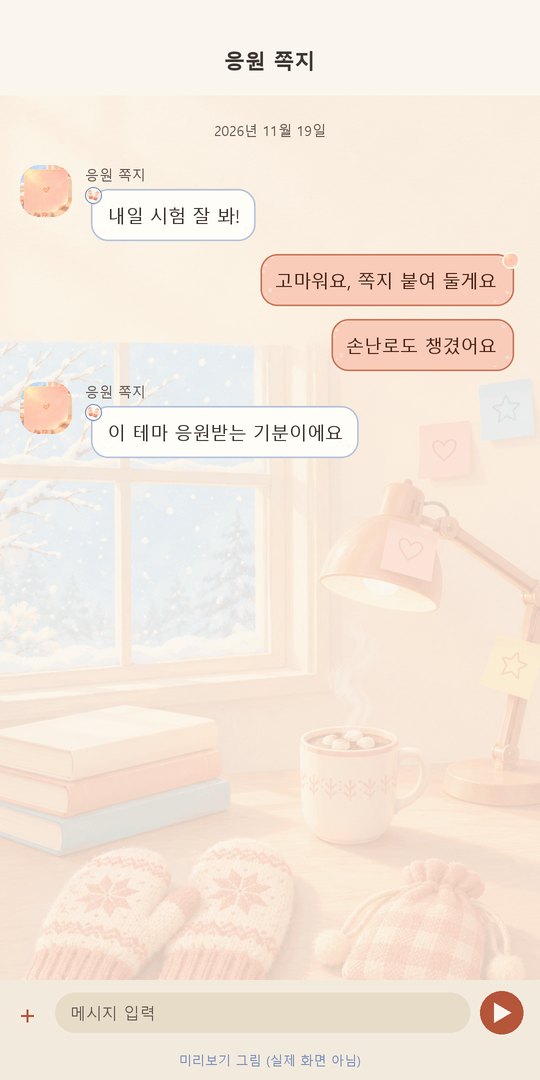 응원 쪽지
2026년 11월 19일
응원 쪽지
내일 시험 잘 봐!
고마워요, 쪽지 붙여 둘게요
손난로도 챙겼어요
응원 쪽지
이 테마 응원받는 기분이에요
메시지 입력
미리보기 그림 (실제 화면 아님)